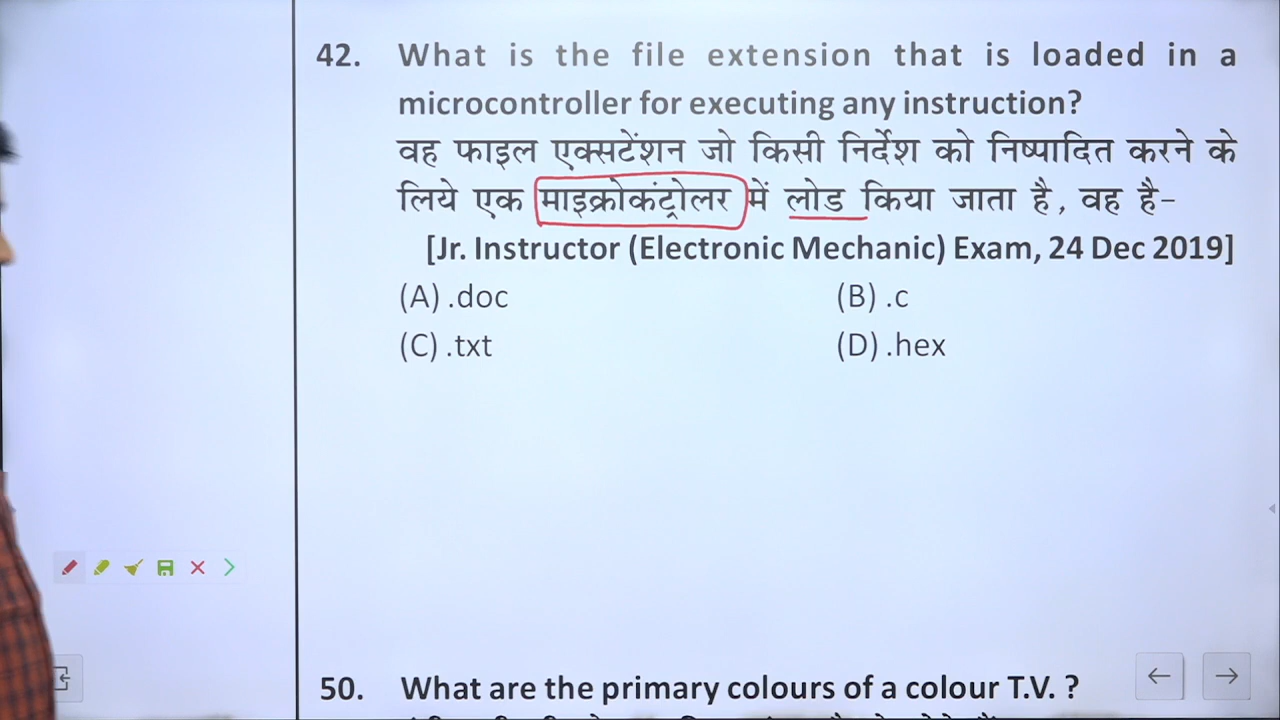 42. What is the file extension that is loaded in a
microcontroller for executing any instruction?
वह फाइल एक्सटेंशन जो किसी निर्देश को निष्पादित करने के
लिये एक माइक्रोकंट्रोलर में लोड किया जाता है, वह है-
[Jr. Instructor (Electronic Mechanic) Exam, 24 Dec 2019]
(A) .doc (B) .c
(C) .txt (D) .hex
50. What are the primary colours of a colour T.V. ?